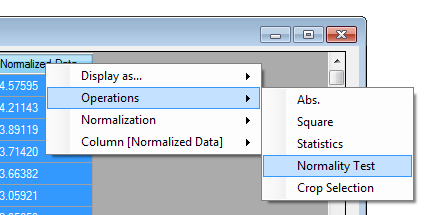 Normalized Data
4.57595
4.21143
3.89119
3.71420
3.66382
3.05921
Display as...
Operations
Normalization
Column [Normalized Data]
Abs.
Square
Statistics
Normality Test
Crop Selection